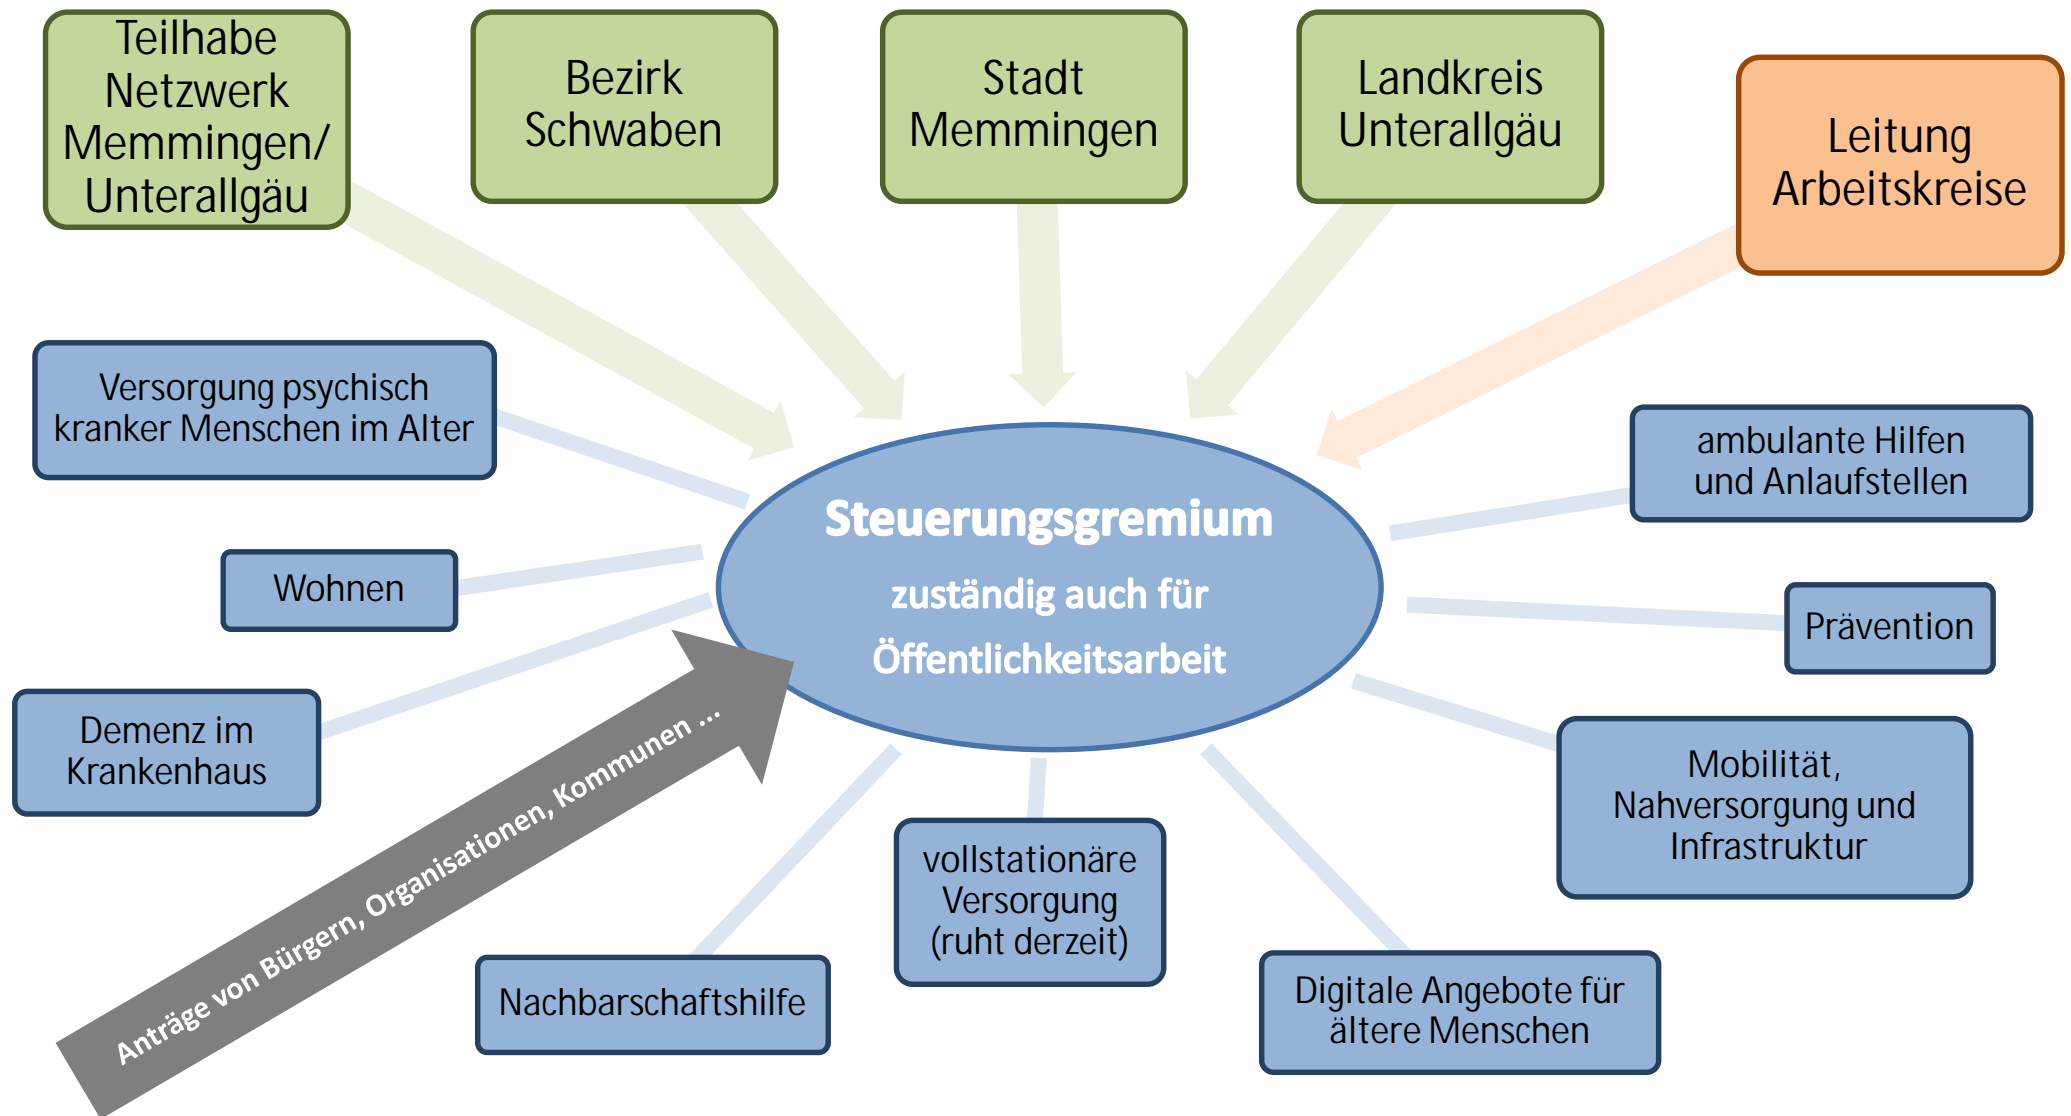 Teilhabe
Netzwerk
Memmingen/
Unterallgäu
Bezirk
Schwaben
Stadt
Memmingen
Landkreis
Unterallgäu
Leitung
Arbeitskreise
Versorgung psychisch
kranker Menschen im Alter
ambulante Hilfen
und Anlaufstellen
Steuerungsgremium
zuständig auch für
Öffentlichkeitsarbeit
Wohnen
Prävention
Demenz im
Krankenhaus
Mobilität,
Nahversorgung und
Infrastruktur
Anträge von Bürgern, Organisationen, Kommunen ...
vollstationäre
Versorgung
(ruht derzeit)
Nachbarschaftshilfe
Digitale Angebote für
ältere Menschen